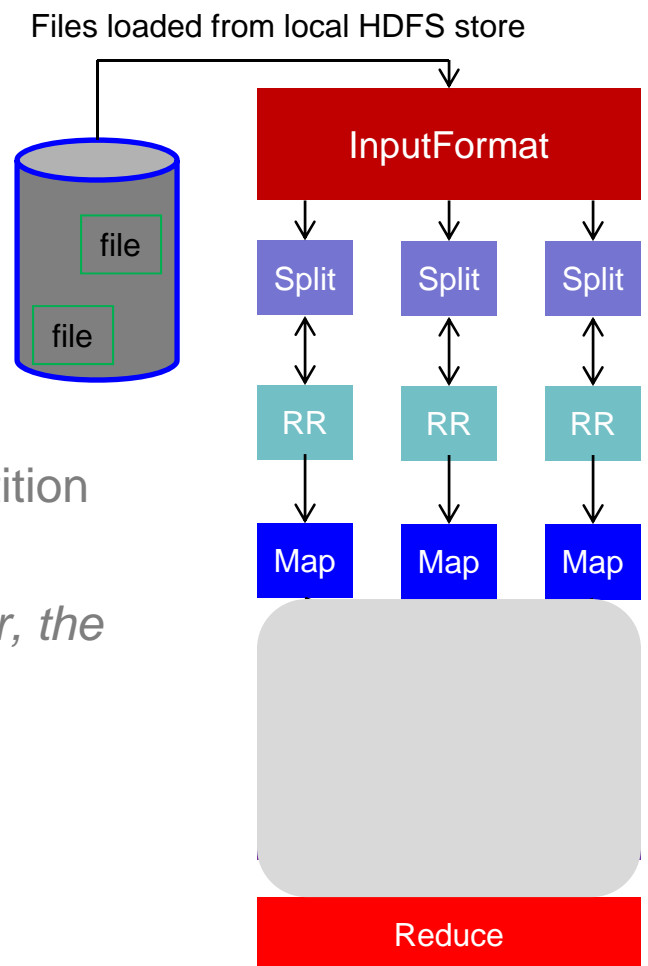 Files loaded from local HDFS store
InputFormat
file
file
Split Split Split
RR RR RR
ition
Map Map Map
r, the
Reduce